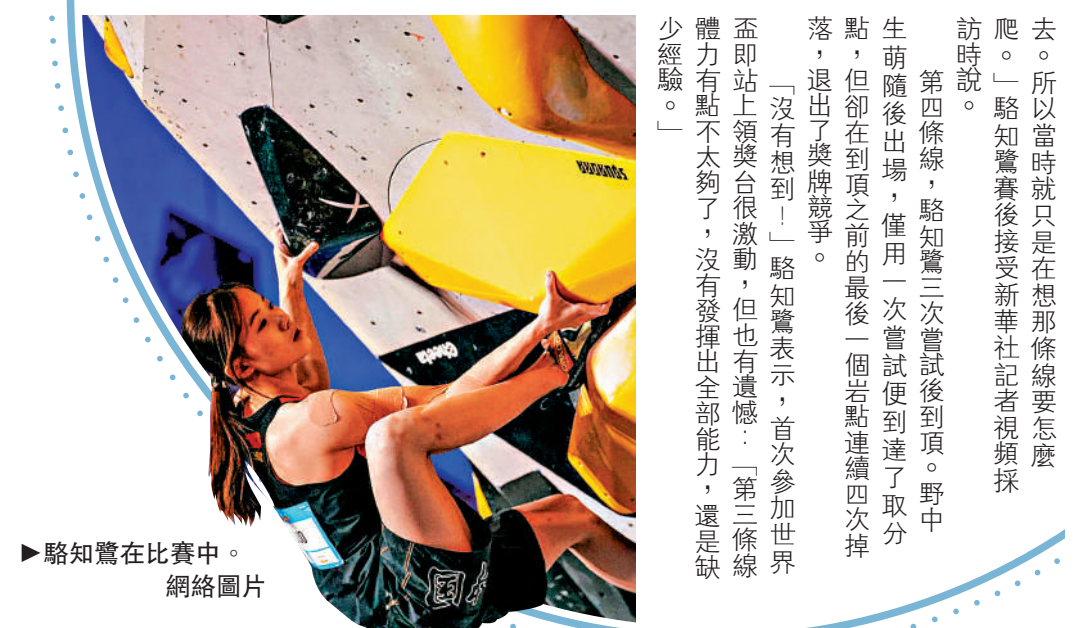 去。所以當時就只是在想那條線要怎麼
爬。」駱知鷺賽後接受新華社記者視頻採
訪時說。
第四條線，駱知鷺三次嘗試後到頂。野中
生萌隨後出場，僅用一次嘗試便到達了取分
點，但卻在到頂之前的最後一個岩點連續四次掉
落，退出了獎牌競爭。
「沒有想到！」駱知鷺表示，首次參加世界
盃即站上領獎台很激動，但也有遺憾：「第三條線
體力有點不太夠了，沒有發揮出全部能力，還是缺
少經驗。」
Cheeta
▶駱知鷺在比賽中。
網絡圖片